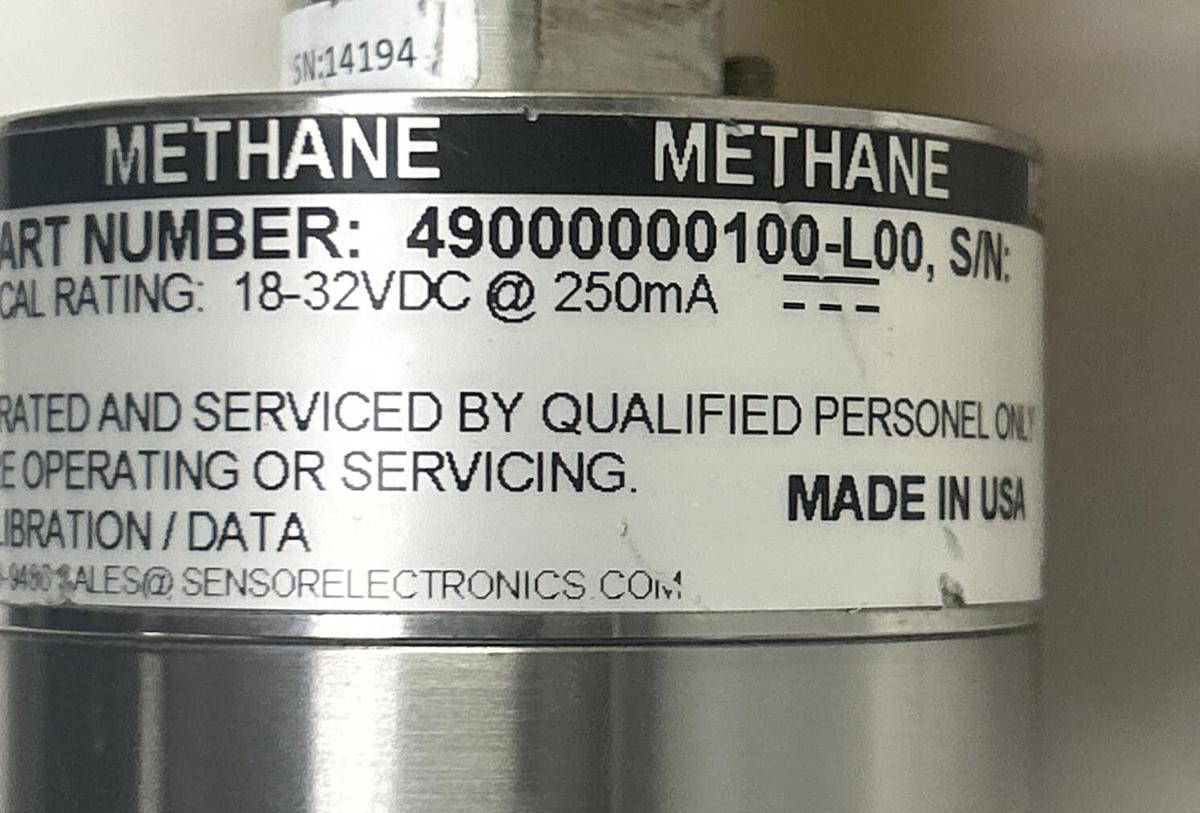 SN:14194
METHANE METHANE
ART NUMBER: 49000000100-L00, S/N:
CAL RATING: 18-32VDC @ 250mA
RATED AND SERVICED BY QUALIFIED PERSONEL ONLY
E OPERATING OR SERVICING.
MADE IN USA
IBRATION / DATA
SALES@SENSORELECTRONICS.COM